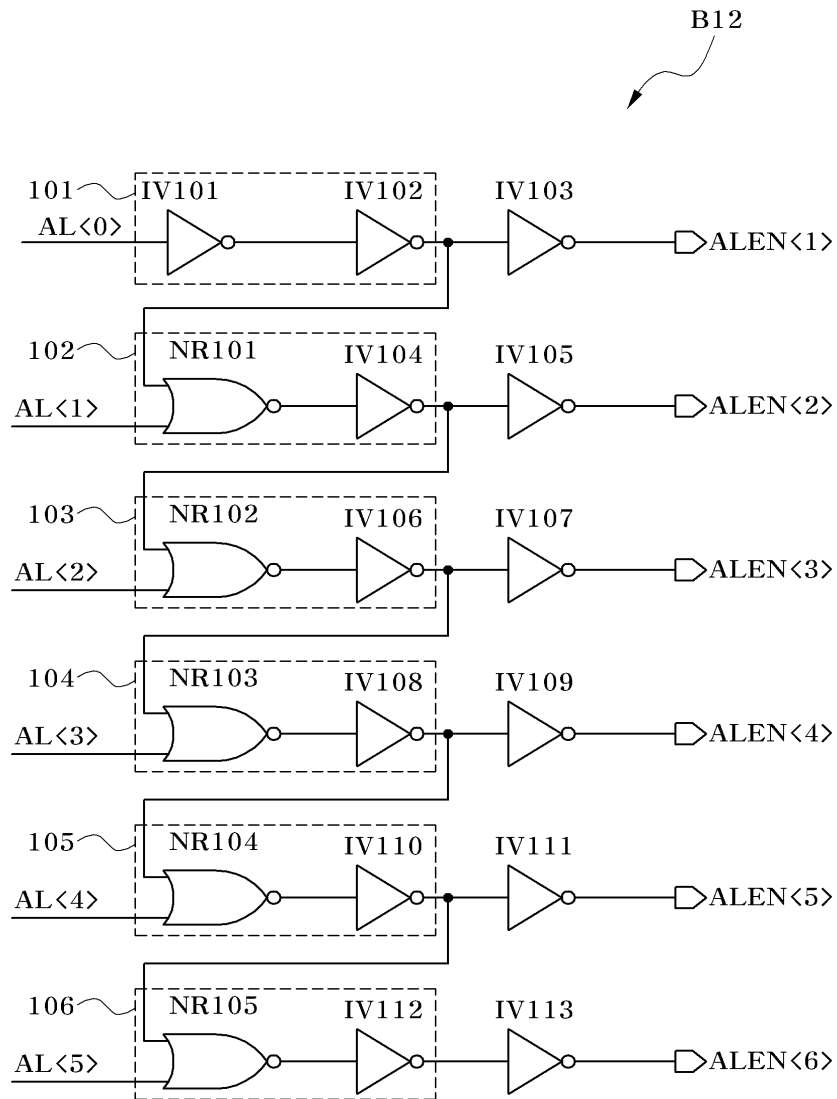 B12
101 IV101 IV102 IV103
AL<0> ALEN<1>
102 NR101 IV104 IV105
AL<1> ALEN<2>
103 NR102 IV106 IV107
AL<2> ALEN<3>
104 NR103 IV108 IV109
AL<3> ALEN<4>
105 NR104 IV110 IV111
AL<4> ALEN<5>
106 NR105 IV112 IV113
AL<5> ALEN<6>